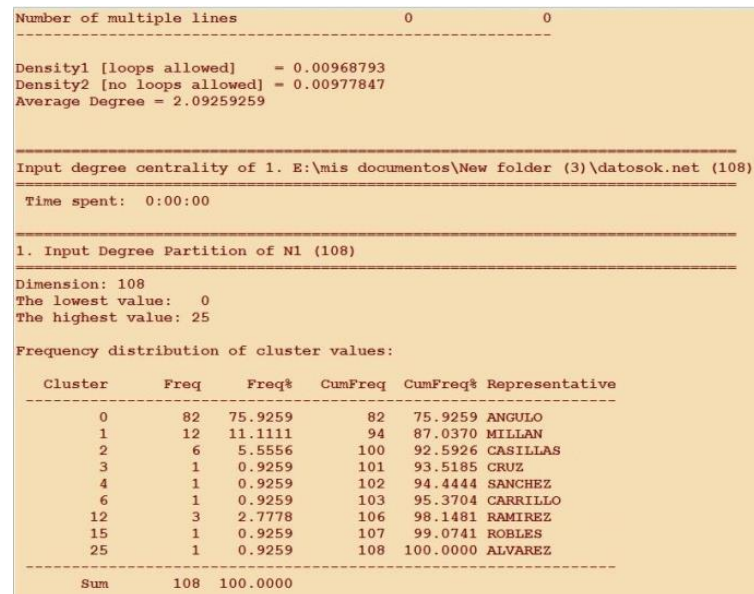 Number of multiple lines 0 0
-----------------------------------------------------------
Density1 [loops allowed] = 0.00968793
Density2 [no loops allowed] = 0.00977847
Average Degree = 2.09259259
==============================================================================
Input degree centrality of 1. E:\mis documentos\New folder (3)\datosok.net (108)
==============================================================================
Time spent: 0:00:00
==============================================================================
1. Input Degree Partition of N1 (108)
==============================================================================
Dimension: 108
The lowest value: 0
The highest value: 25
Frequency distribution of cluster values:
Cluster Freq Freq% CumFreq CumFreq% Representative
----------------------------------------------------------------
0 82 75.9259 82 75.9259 ANGULO
1 12 11.1111 94 87.0370 MILLAN
2 6 5.5556 100 92.5926 CASILLAS
3 1 0.9259 101 93.5185 CRUZ
4 1 0.9259 102 94.4444 SANCHEZ
6 1 0.9259 103 95.3704 CARRILLO
12 3 2.7778 106 98.1481 RAMIREZ
15 1 0.9259 107 99.0741 ROBLES
25 1 0.9259 108 100.0000 ALVAREZ
----------------------------------------------------------------
Sum 108 100.0000